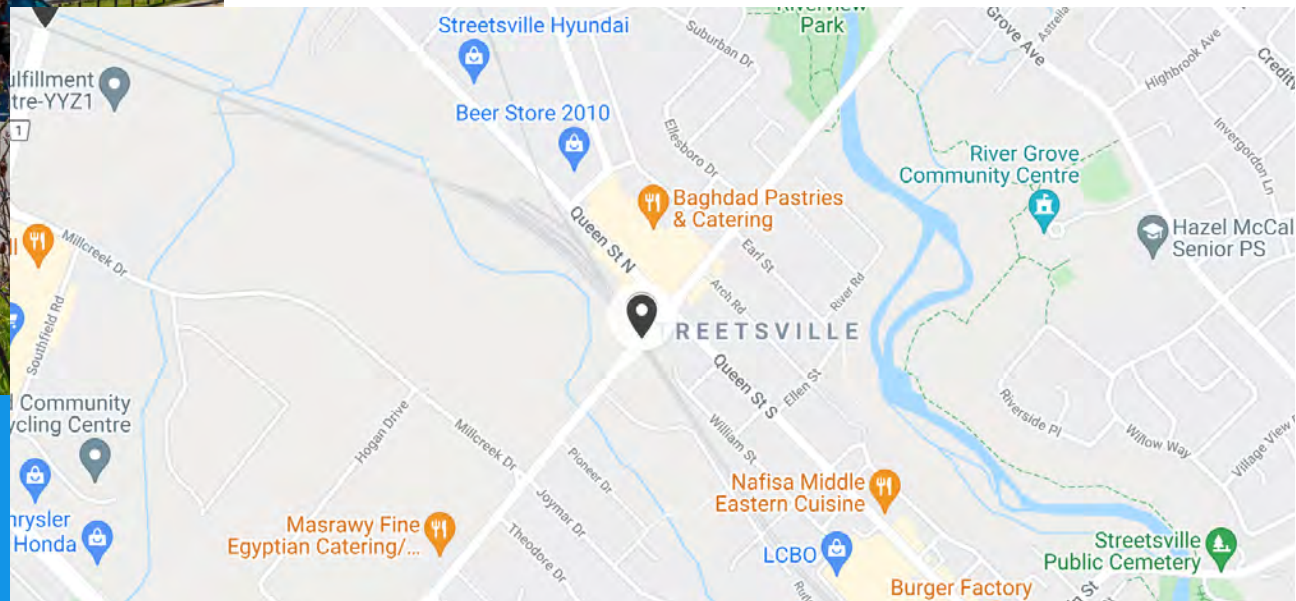 Riverview
Park
Streetsville Hyundai
Suburban Dr
Grove Ave
Astrella
Highbrook Ave
ulfillment
tre-YYZ1
1
Beer Store 2010
Ellesboro Dr
Invergordon Ln
River Grove
Community Centre
Baghdad Pastries
& Catering
Hazel McCal
Senior PS
Queen St N
Earl St
Millcreek Dr
Arch Rd
River Rd
Southfield Rd
TREETSVILLE
Queen St S
Ellen St
Community
ycling Centre
Hogan Drive
Millcreek Dr
William St
Riverside Pl
Willow Way
Village View
Pioneer Dr
Nafisa Middle
Eastern Cuisine
Joymar Dr
hrysler
Honda
Masrawy Fine
Egyptian Catering/...
Theodore Dr
LCBO
Streetsville
Public Cemetery
Burger Factory
St